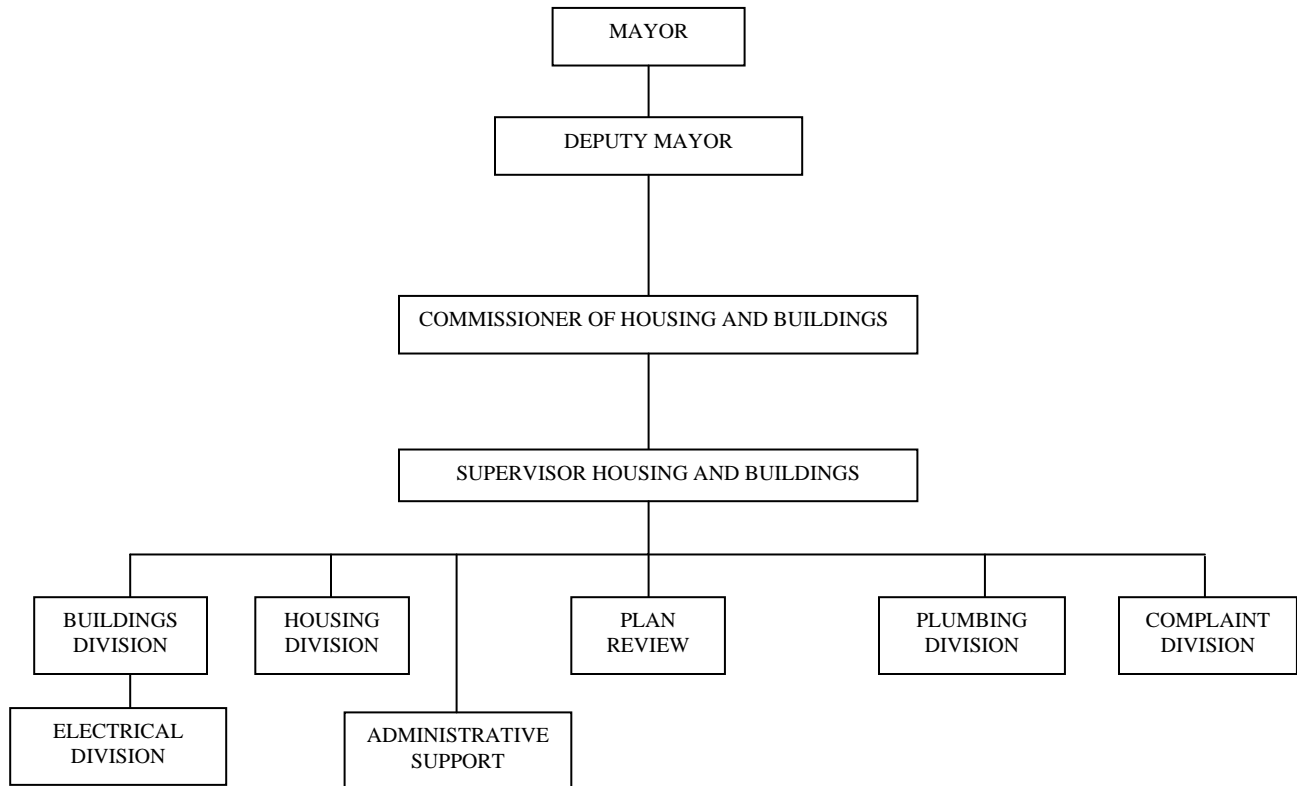 MAYOR
DEPUTY MAYOR
COMMISSIONER OF HOUSING AND BUILDINGS
SUPERVISOR HOUSING AND BUILDINGS
BUILDINGS
DIVISION
HOUSING
DIVISION
PLAN
REVIEW
PLUMBING
DIVISION
COMPLAINT
DIVISION
ELECTRICAL
DIVISION
ADMINISTRATIVE
SUPPORT